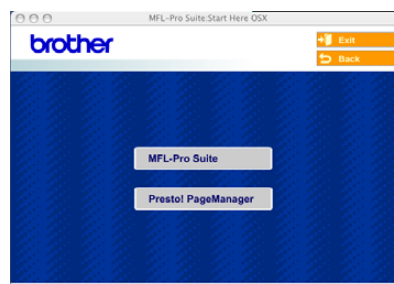 MFL-Pro Suite:Start Here OSX
brother
Exit
Back
MFL-Pro Suite
Presto! PageManager